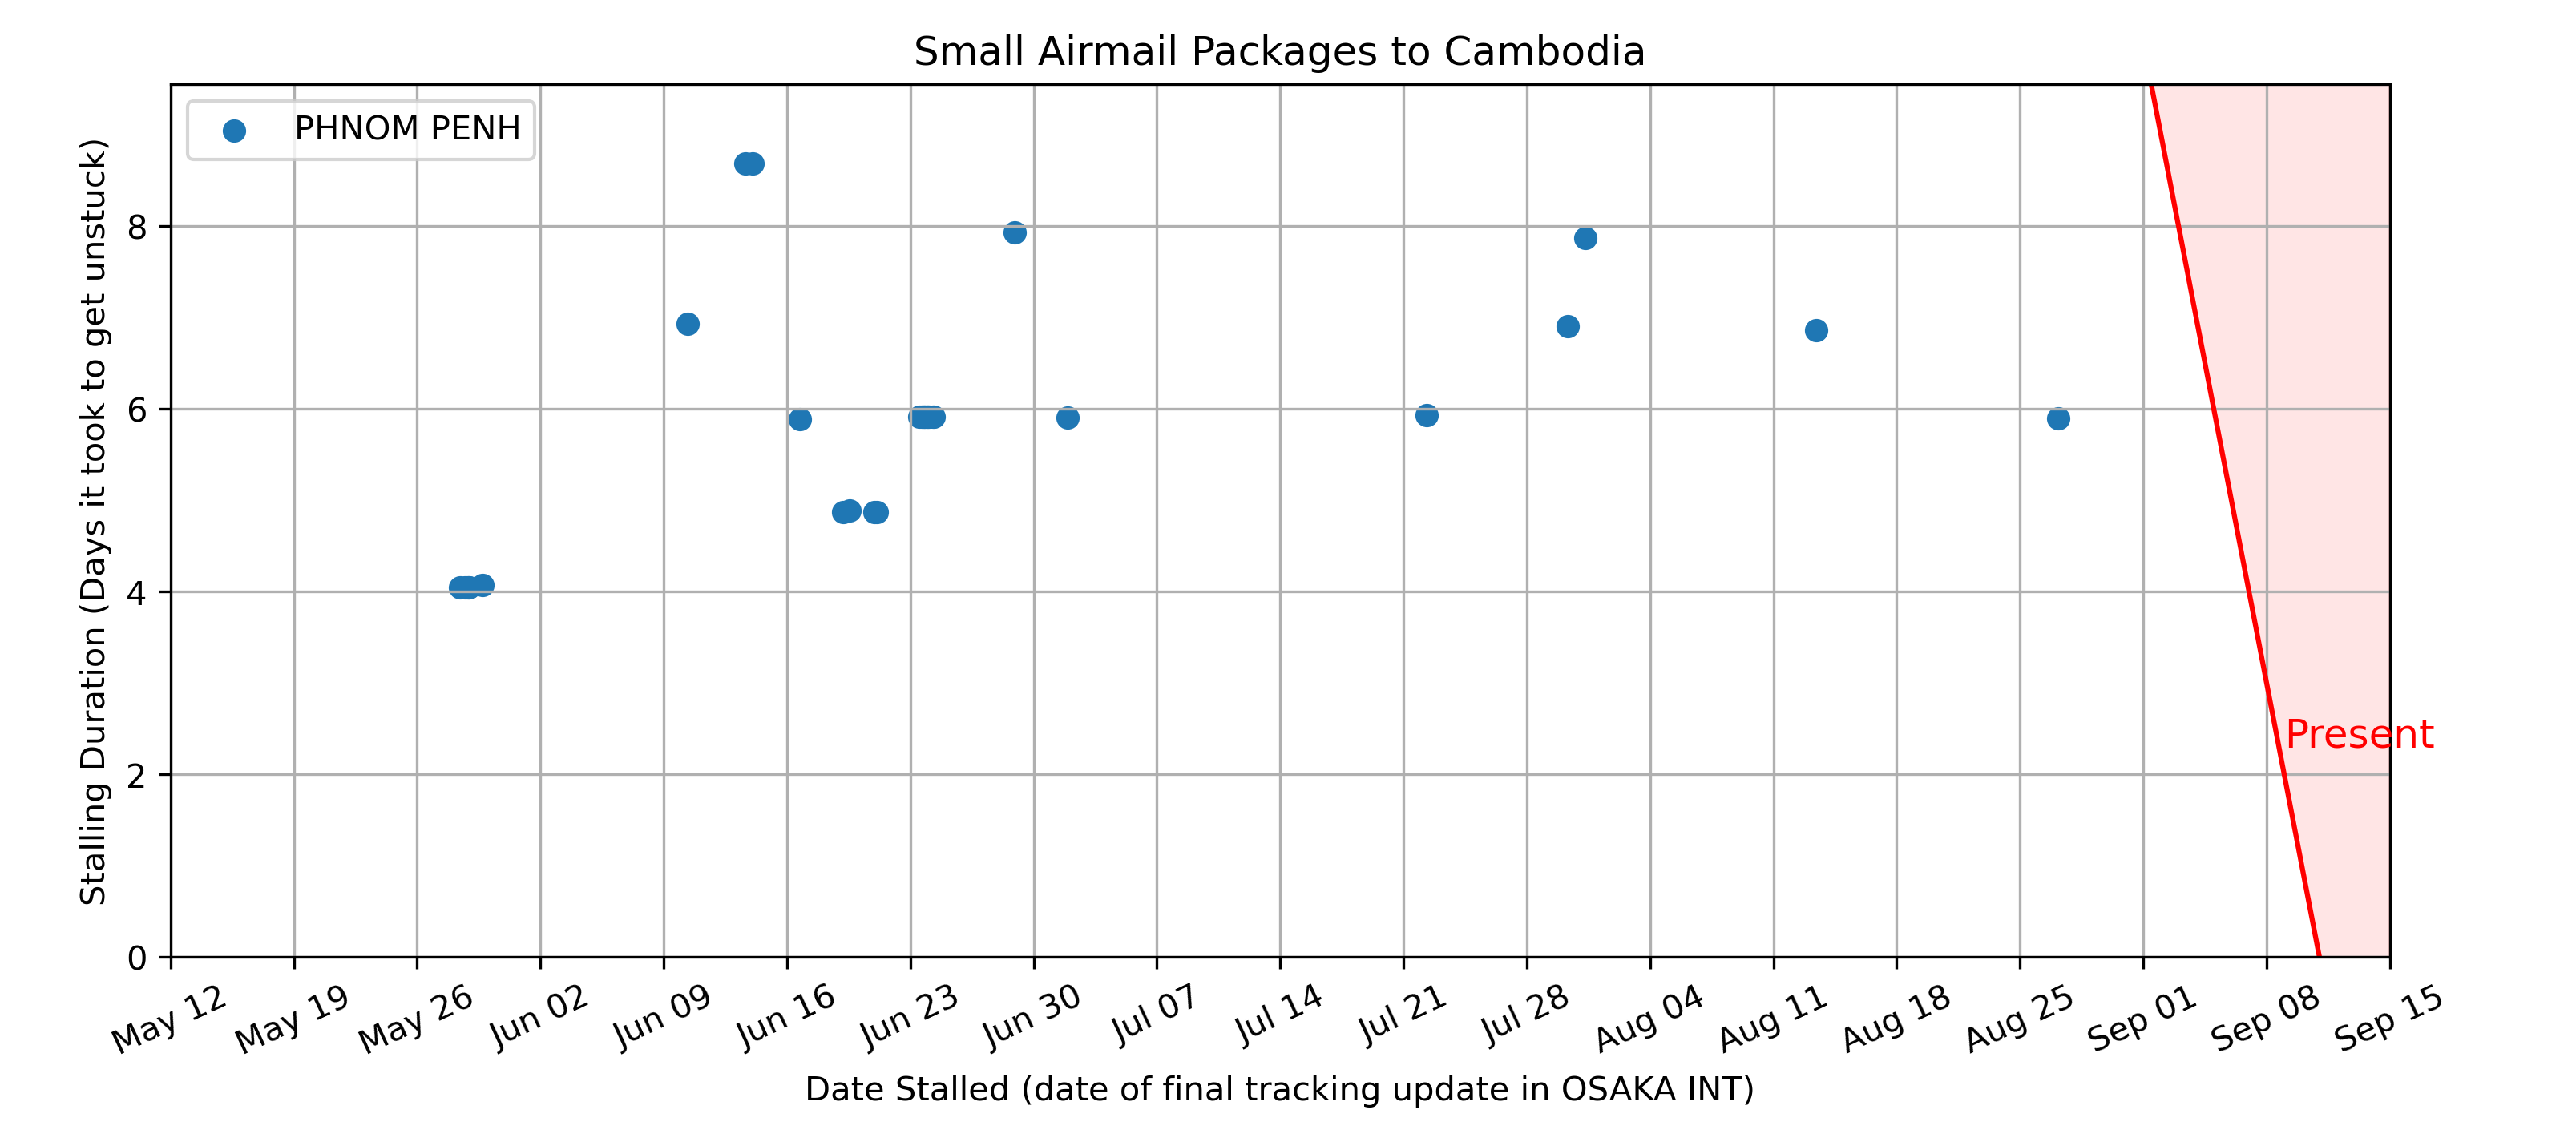 Small Airmail Packages to Cambodia
PHNOM PENH
Stalling Duration (Days it took to get unstuck)
8
6
4
2
0
Present
May 12
May 19
May 26
Jun 02
Jun 09
Jun 16
Jun 23
Jun 30
Jul 07
Jul 14
Jul 21
Jul 28
Aug 04
Aug 11
Aug 18
Aug 25
Sep 01
Sep 08
Sep 15
Date Stalled (date of final tracking update in OSAKA INT)